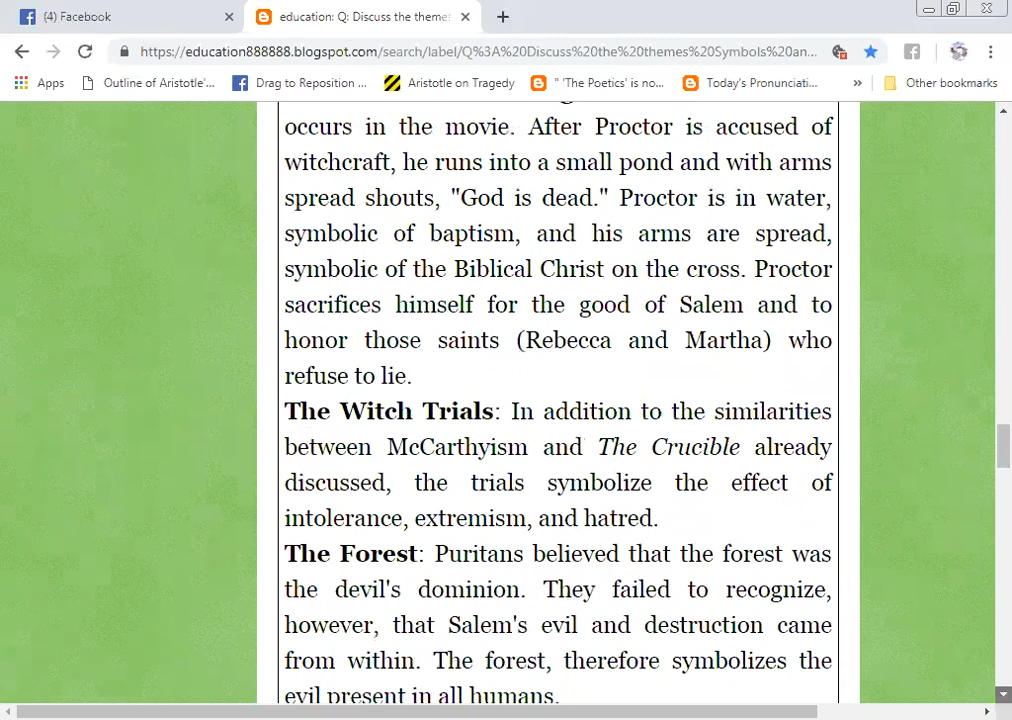 (4) Facebook
education: Q: Discuss the theme
https://education888888.blogspot.com/search/label/Q%3A%20Discuss%20the%20themes%20Symbols%20an...
Apps
Outline of Aristotle'...
Drag to Reposition ...
Aristotle on Tragedy
" 'The Poetics' is no...
Today's Pronunciati...
»
Other bookmarks
occurs in the movie. After Proctor is accused of
witchcraft, he runs into a small pond and with arms
spread shouts, "God is dead." Proctor is in water,
symbolic of baptism, and his arms are spread,
symbolic of the Biblical Christ on the cross. Proctor
sacrifices himself for the good of Salem and to
honor those saints (Rebecca and Martha) who
refuse to lie.
The Witch Trials: In addition to the similarities
between McCarthyism and The Crucible already
discussed, the trials symbolize the effect of
intolerance, extremism, and hatred.
The Forest: Puritans believed that the forest was
the devil's dominion. They failed to recognize,
however, that Salem's evil and destruction came
from within. The forest, therefore symbolizes the
evil present in all humans.